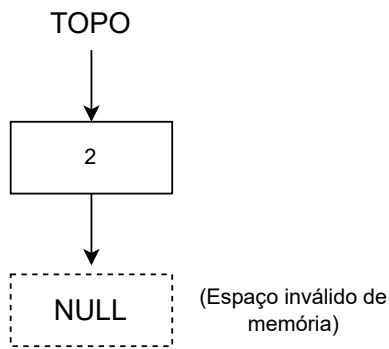 TOPO
2
NULL
(Espaço inválido de
memória)